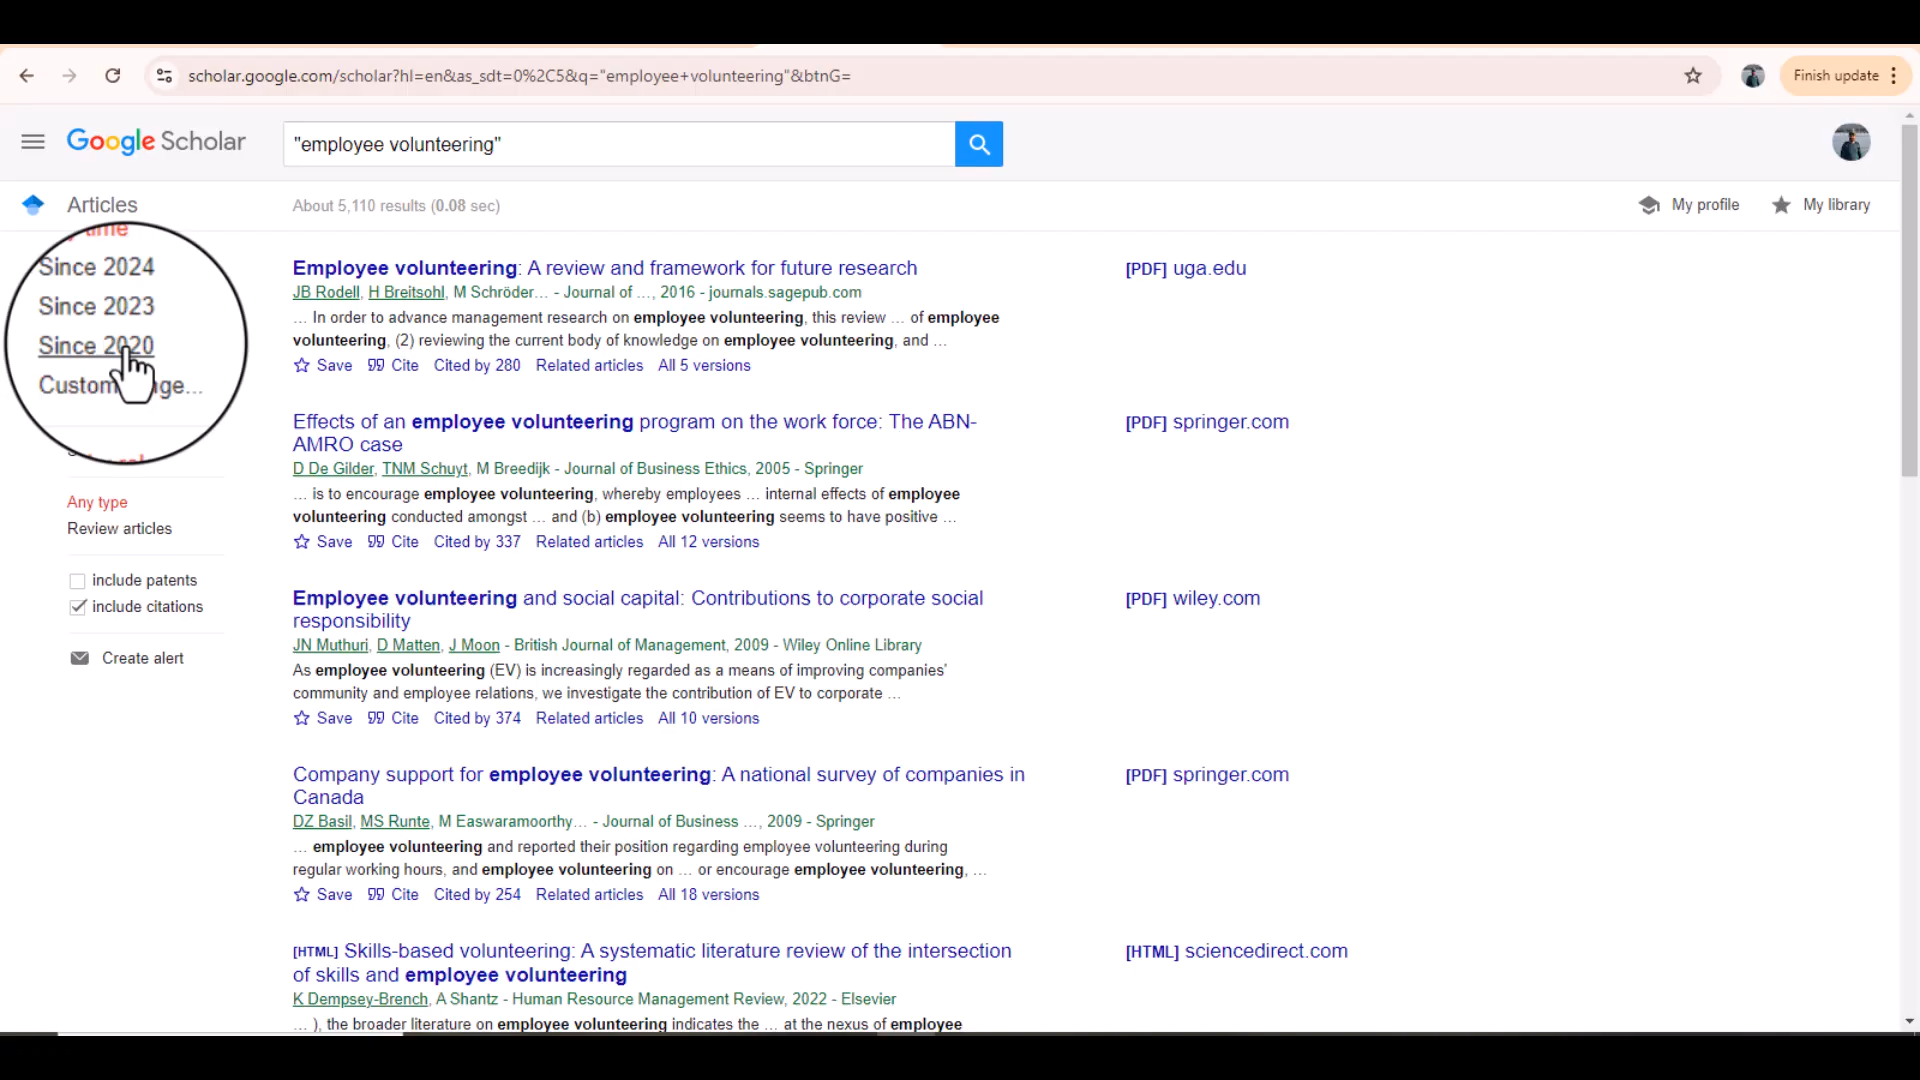 scholar.google.com/scholar?hl=en&as_sdt=0%2C5&q="employee+volunteering"&btnG=
Finish update
Google Scholar
"employee volunteering"
Articles
About 5,110 results (0.08 sec)
My profile
My library
time
Since 2024
Since 2023
Since 2020
Any type
Review articles
include patents
include citations
Create alert
Employee volunteering: A review and framework for future research
[PDF] uga.edu
JB Rodell, H Breitsohl, M Schröder… - Journal of …, 2016 - journals.sagepub.com
… In order to advance management research on employee volunteering, this review … of employee
volunteering, (2) reviewing the current body of knowledge on employee volunteering, and …
Save Cite Cited by 280 Related articles All 5 versions
Effects of an employee volunteering program on the work force: The ABN-
AMRO case
[PDF] springer.com
D De Gilder, TNM Schuyt, M Breedijk - Journal of Business Ethics, 2005 - Springer
… is to encourage employee volunteering, whereby employees … internal effects of employee
volunteering conducted amongst … and (b) employee volunteering seems to have positive …
Save Cite Cited by 337 Related articles All 12 versions
Employee volunteering and social capital: Contributions to corporate social
responsibility
[PDF] wiley.com
JN Muthuri, D Matten, J Moon - British Journal of Management, 2009 - Wiley Online Library
As employee volunteering (EV) is increasingly regarded as a means of improving companies'
community and employee relations, we investigate the contribution of EV to corporate …
Save Cite Cited by 374 Related articles All 10 versions
Company support for employee volunteering: A national survey of companies in
Canada
[PDF] springer.com
DZ Basil, MS Runte, M Easwaramoorthy… - Journal of Business …, 2009 - Springer
… employee volunteering and reported their position regarding employee volunteering during
regular working hours, and employee volunteering on … or encourage employee volunteering, …
Save Cite Cited by 254 Related articles All 18 versions
[HTML] Skills-based volunteering: A systematic literature review of the intersection
of skills and employee volunteering
[HTML] sciencedirect.com
K Dempsey-Brench, A Shantz - Human Resource Management Review, 2022 - Elsevier
… ), the broader literature on employee volunteering indicates the … at the nexus of employee